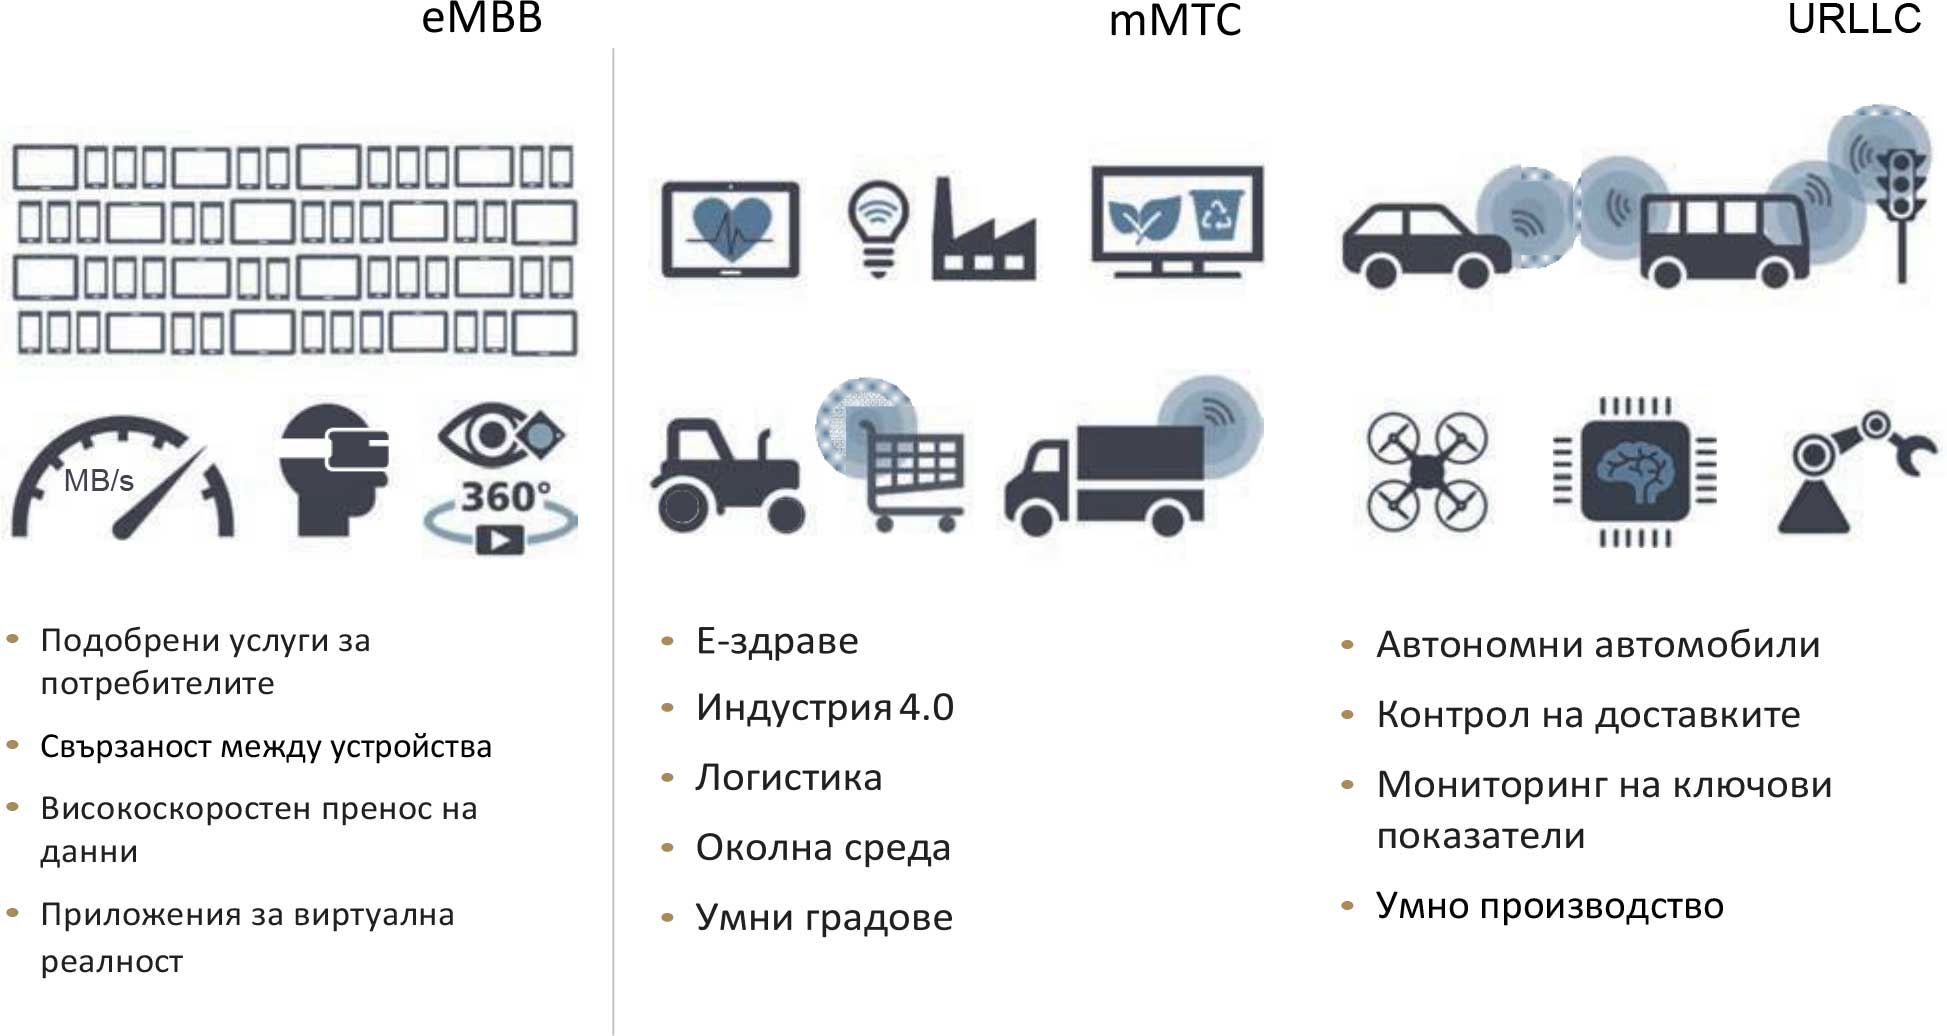 eMBB
mMTC
URLLC
MB/s
360°
• Подобрени услуги за
потребителите
• Свързаност между устройства
• Високоскоростен пренос на
данни
• Приложения за виртуална
реалност
• Е-здраве
• Индустрия 4.0
• Логистика
• Околна среда
• Умни градове
• Автономни автомобили
• Контрол на доставките
• Мониторинг на ключови
показатели
• Умно производство